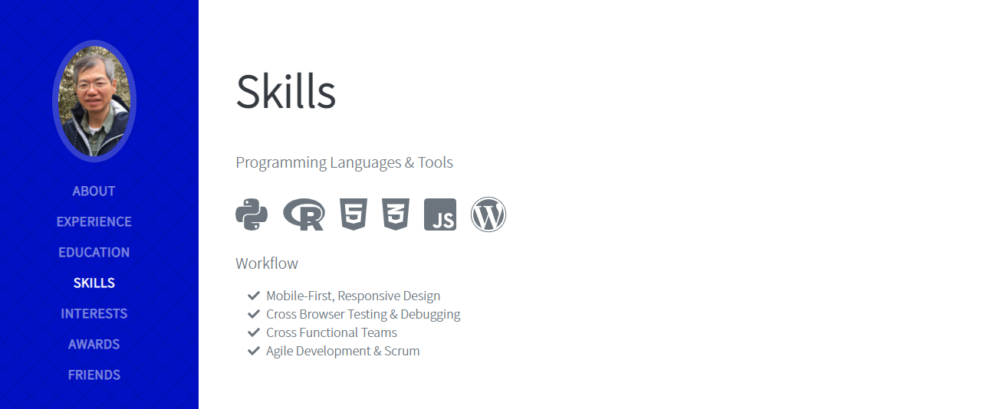 ABOUT
EXPERIENCE
EDUCATION
SKILLS
INTERESTS
AWARDS
FRIENDS
Skills
Programming Languages & Tools
R 5 3 JS W
Workflow
Mobile-First, Responsive Design
Cross Browser Testing & Debugging
Cross Functional Teams
Agile Development & Scrum